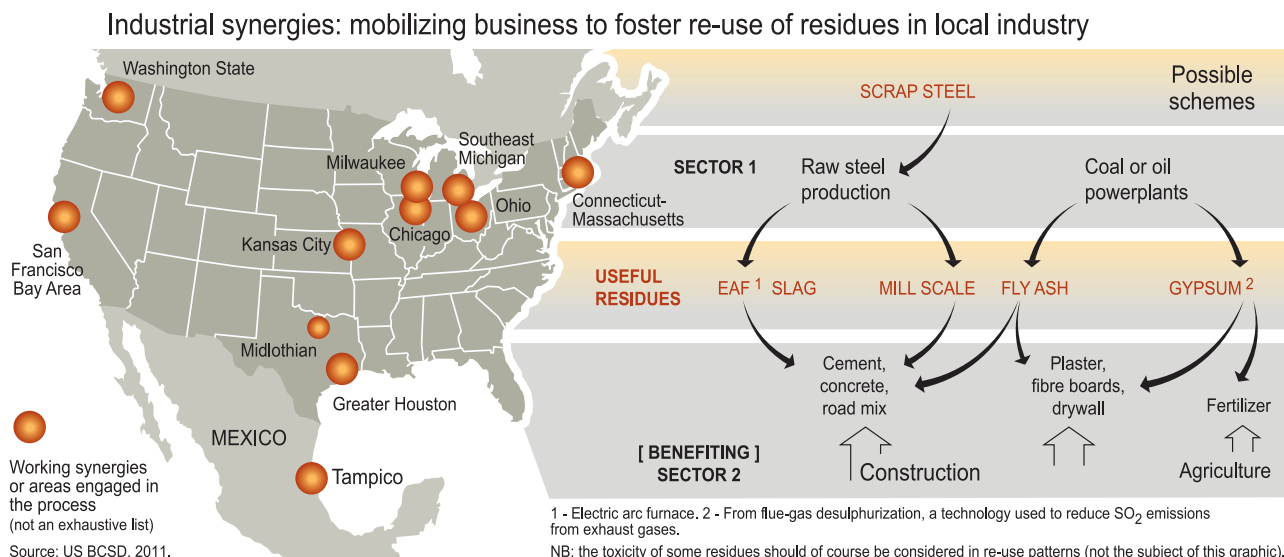 Industrial synergies: mobilizing business to foster re-use of residues in local industry
Washington State
Milwaukee
Southeast
Michigan
Ohio
Connecticut-
Massachusetts
Chicago
Kansas City
San
Francisco
Bay Area
Midlothian
Greater Houston
MEXICO
Tampico
Working synergies
or areas engaged in
the process
(not an exhaustive list)
Source: US BCSD, 2011.
Possible
schemes
SCRAP STEEL
SECTOR 1
Raw steel
production
Coal or oil
powerplants
USEFUL
RESIDUES
EAF 1 SLAG
MILL SCALE
FLY ASH
GYPSUM 2
Cement,
concrete,
road mix
Plaster,
fibre boards,
drywall
Fertilizer
[ BENEFITING ]
SECTOR 2
Construction
Agriculture
1 - Electric arc furnace. 2 - From flue-gas desulphurization, a technology used to reduce SO2 emissions
from exhaust gases.
NB: the toxicity of some residues should of course be considered in re-use patterns (not the subject of this graphic).